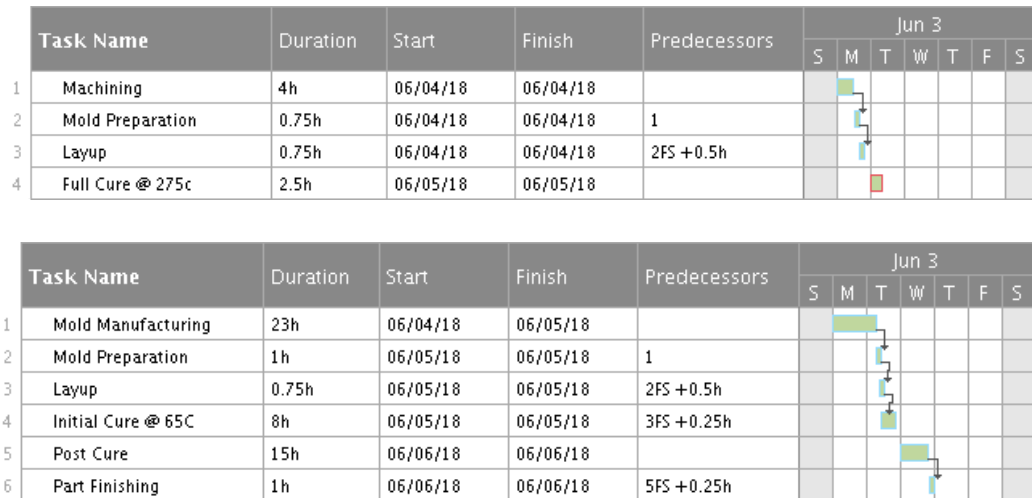 Task Name Duration Start Finish Predecessors Jun 3
S M T W T F S
1 Machining 4h 06/04/18 06/04/18
2 Mold Preparation 0.75h 06/04/18 06/04/18 1
3 Layup 0.75h 06/04/18 06/04/18 2FS +0.5h
4 Full Cure @ 275c 2.5h 06/05/18 06/05/18
Task Name Duration Start Finish Predecessors Jun 3
S M T W T F S
1 Mold Manufacturing 23h 06/04/18 06/05/18
2 Mold Preparation 1h 06/05/18 06/05/18 1
3 Layup 0.75h 06/05/18 06/05/18 2FS +0.5h
4 Initial Cure @ 65C 8h 06/05/18 06/05/18 3FS +0.25h
5 Post Cure 15h 06/06/18 06/06/18
6 Part Finishing 1h 06/06/18 06/06/18 5FS +0.25h